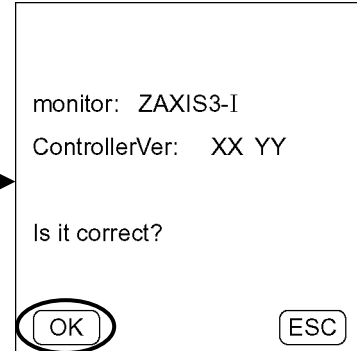 monitor: ZAXIS3-I
ControllerVer: XX YY
Is it correct?
OK ESC